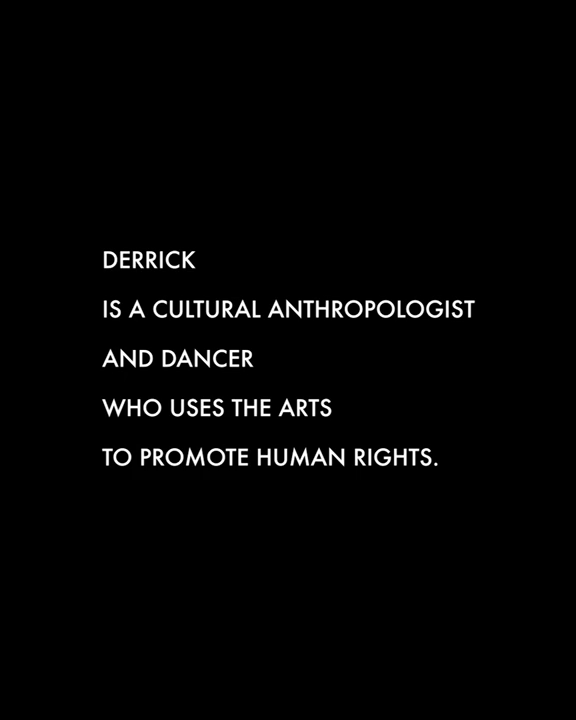 DERRICK
IS A CULTURAL ANTHROPOLOGIST
AND DANCER
WHO USES THE ARTS
TO PROMOTE HUMAN RIGHTS.